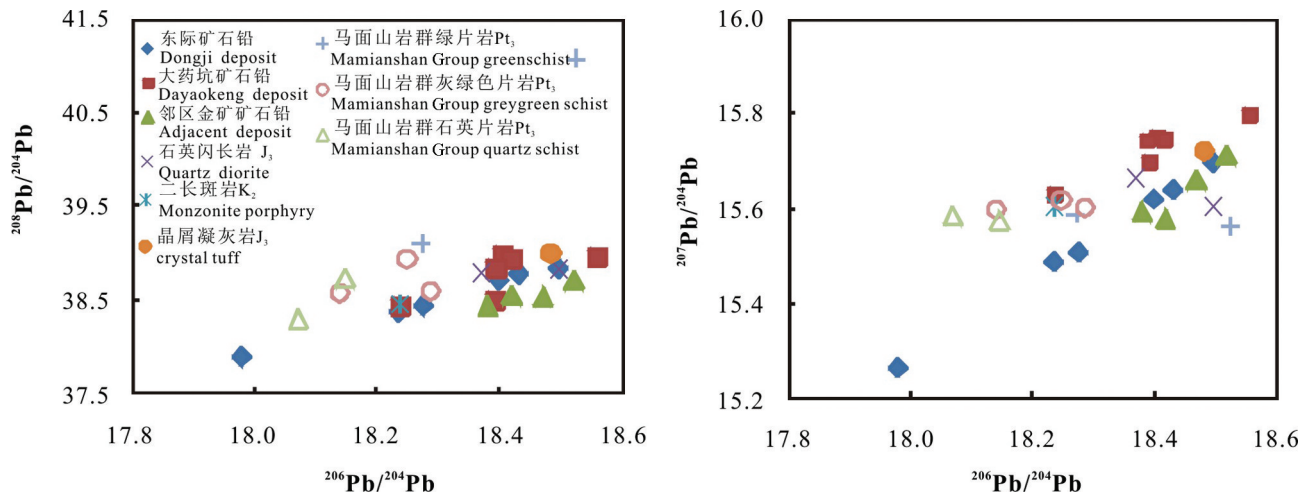 41.5
40.5
39.5
38.5
37.5
²⁰⁸Pb/²⁰⁴Pb
东际矿石铅
Dongji deposit
大药坑矿石铅
Dayaokeng deposit
邻区金矿矿石铅
Adjacent deposit
石英闪长岩 J₃
Quartz diorite
二长斑岩K₂
Monzonite porphyry
晶屑凝灰岩J₃
crystal tuff
马面山岩群绿片岩Pt₃
Mamianshan Group greenschist
马面山岩群灰绿色片岩Pt₃
Mamianshan Group greygreen schist
马面山岩群石英片岩Pt₃
Mamianshan Group quartz schist
17.8 18.0 18.2 18.4 18.6
²⁰⁶Pb/²⁰⁴Pb
16.0
15.8
15.6
15.4
15.2
²⁰⁷Pb/²⁰⁴Pb
17.8 18.0 18.2 18.4 18.6
²⁰⁶Pb/²⁰⁴Pb